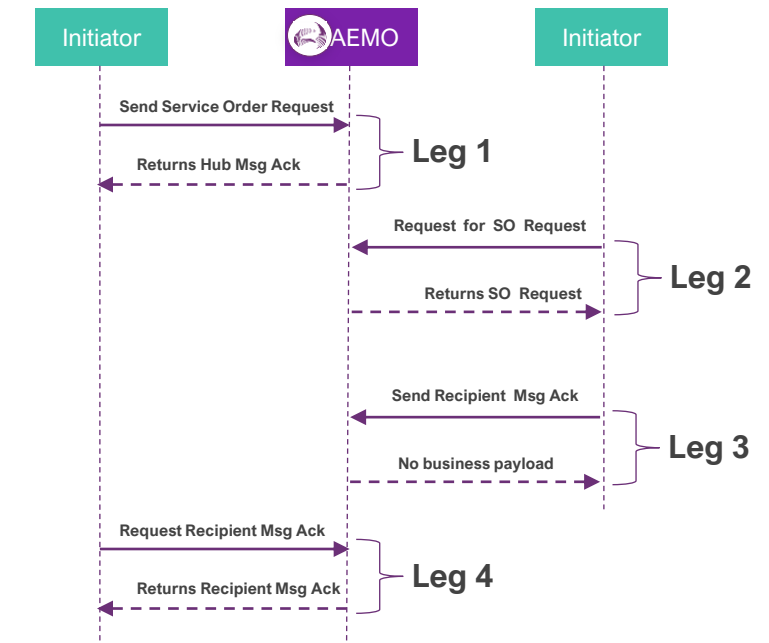 Initiator
AEMO
Initiator
Send Service Order Request
Leg 1
Returns Hub Msg Ack
Request for SO Request
Leg 2
Returns SO Request
Send Recipient Msg Ack
Leg 3
No business payload
Request Recipient Msg Ack
Leg 4
Returns Recipient Msg Ack